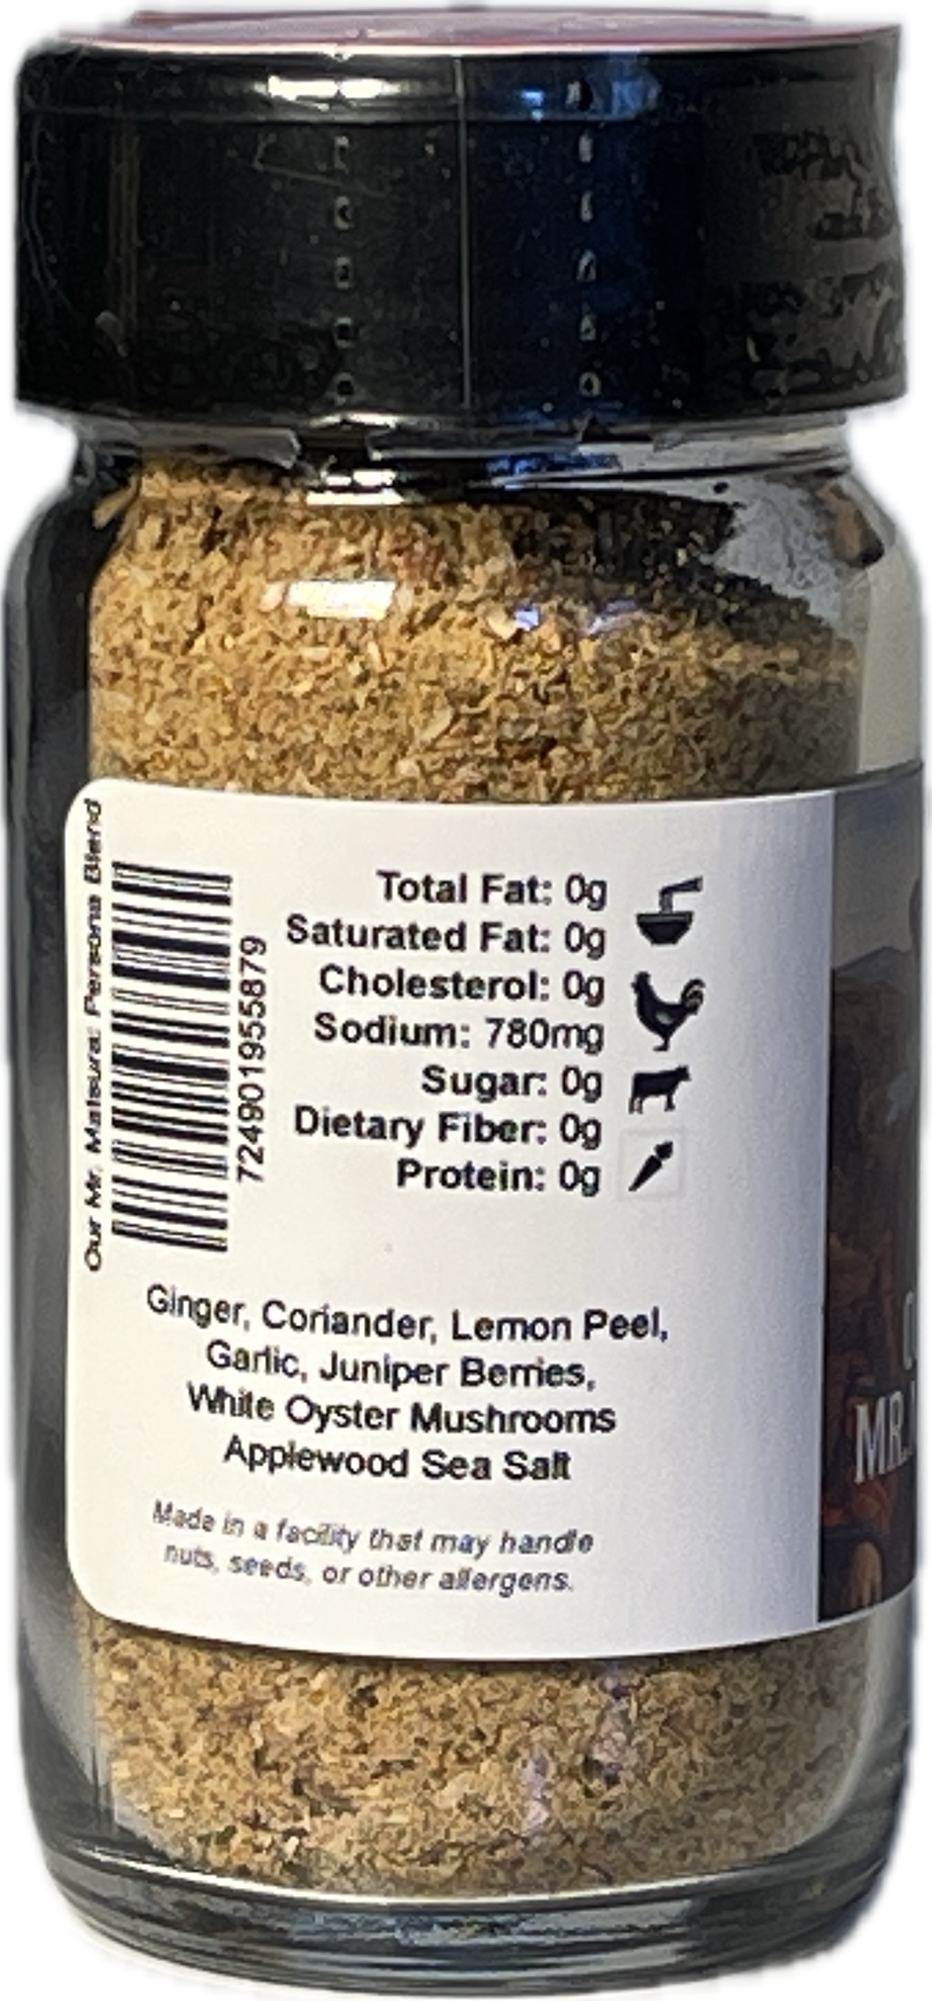 Our Mr. Matsura: Persona Blend
724901955879
Total Fat: 0g
Saturated Fat: 0g
Cholesterol: 0g
Sodium: 780mg
Sugar: 0g
Dietary Fiber: 0g
Protein: 0g
Ginger, Coriander, Lemon Peel,
Garlic, Juniper Berries,
White Oyster Mushrooms
Applewood Sea Salt
Made in a facility that may handle
nuts, seeds, or other allergens.
MR.